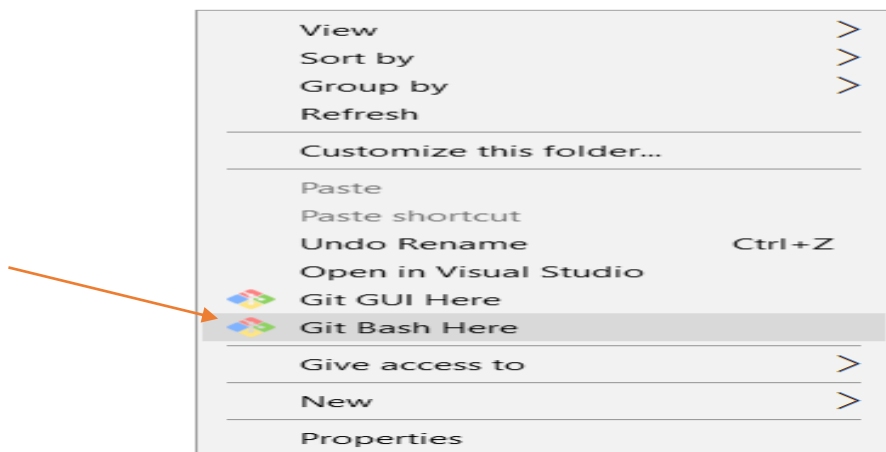 View
Sort by
Group by
Refresh
Customize this folder...
Paste
Paste shortcut
Undo Rename Ctrl+Z
Open in Visual Studio
Git GUI Here
Git Bash Here
Give access to
New
Properties